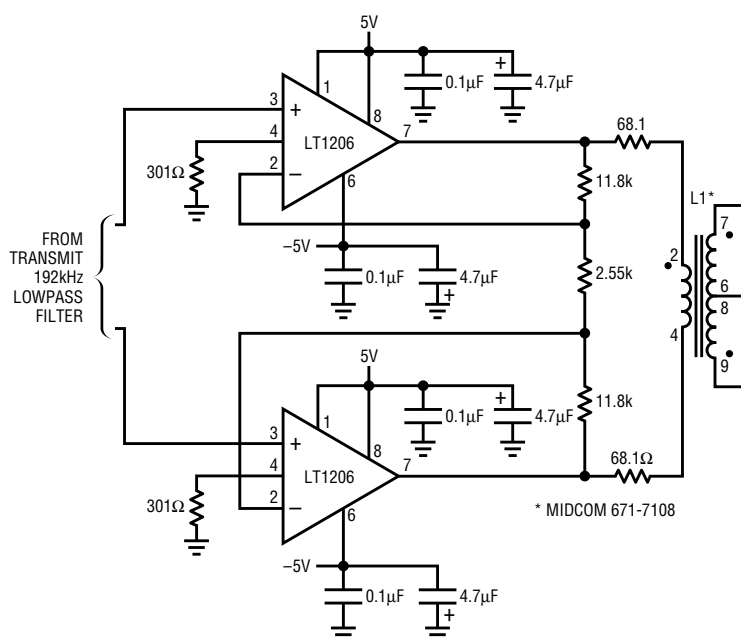 5V
0.1µF
+
4.7µF
1
3
+
8
68.1
4
LT1206
7
2
−
301Ω
6
11.8k
L1*
7
FROM
TRANSMIT
192kHz
LOWPASS
FILTER
−5V
2
0.1µF
4.7µF
+
2.55k
6
8
4
5V
9
0.1µF
+
4.7µF
11.8k
1
3
+
8
4
LT1206
7
68.1Ω
2
−
301Ω
6
* MIDCOM 671-7108
−5V
0.1µF
4.7µF
+